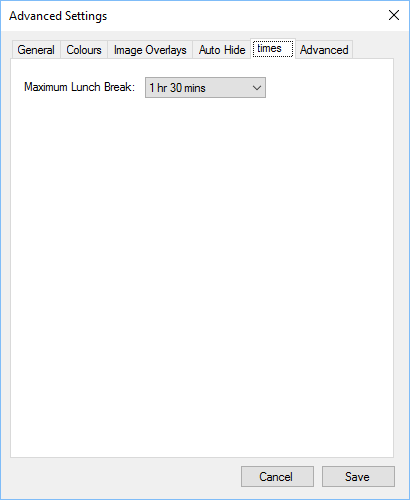 Advanced Settings
General Colours Image Overlays Auto Hide times Advanced
Maximum Lunch Break: 1 hr 30 mins
Cancel Save